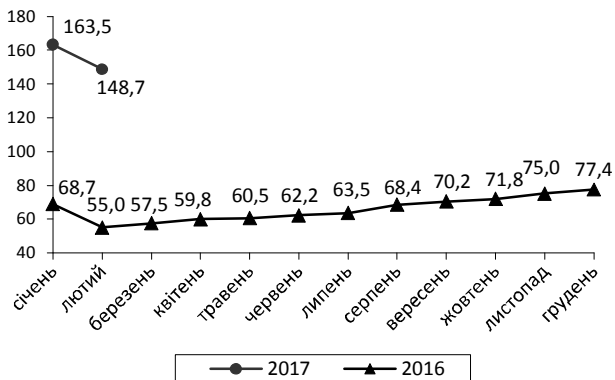 180
160
140
120
100
80
60
40
163,5
148,7
68,7
55,0
57,5
59,8
60,5
62,2
63,5
68,4
70,2
71,8
75,0
77,4
січень
лютий
березень
квітень
травень
червень
липень
серпень
вересень
жовтень
листопад
грудень
2017
2016